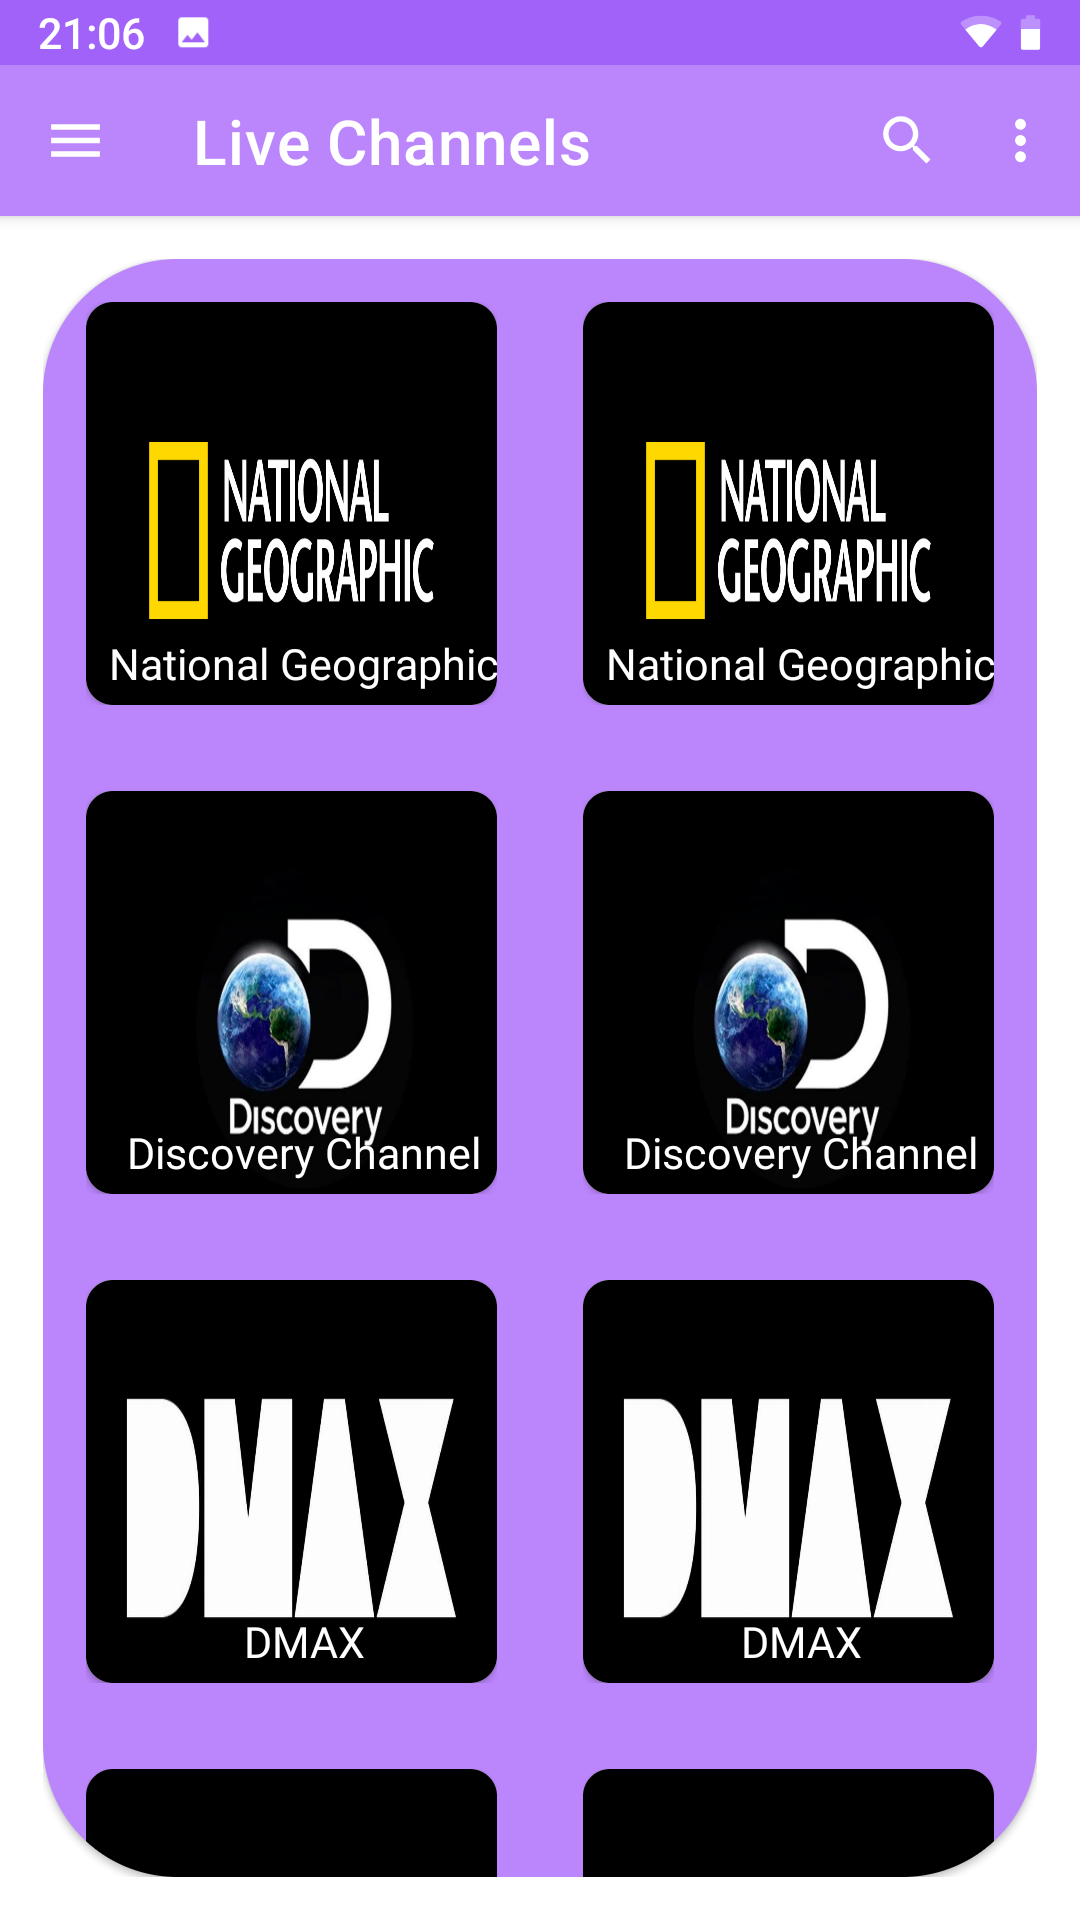 21:06
Live Channels
NATIONAL
GEOGRAPHIC
National Geographic
NATIONAL
GEOGRAPHIC
National Geographic
Discovery
Discovery Channel
Discovery
Discovery Channel
DMAX
DMAX
DMAX
DMAX